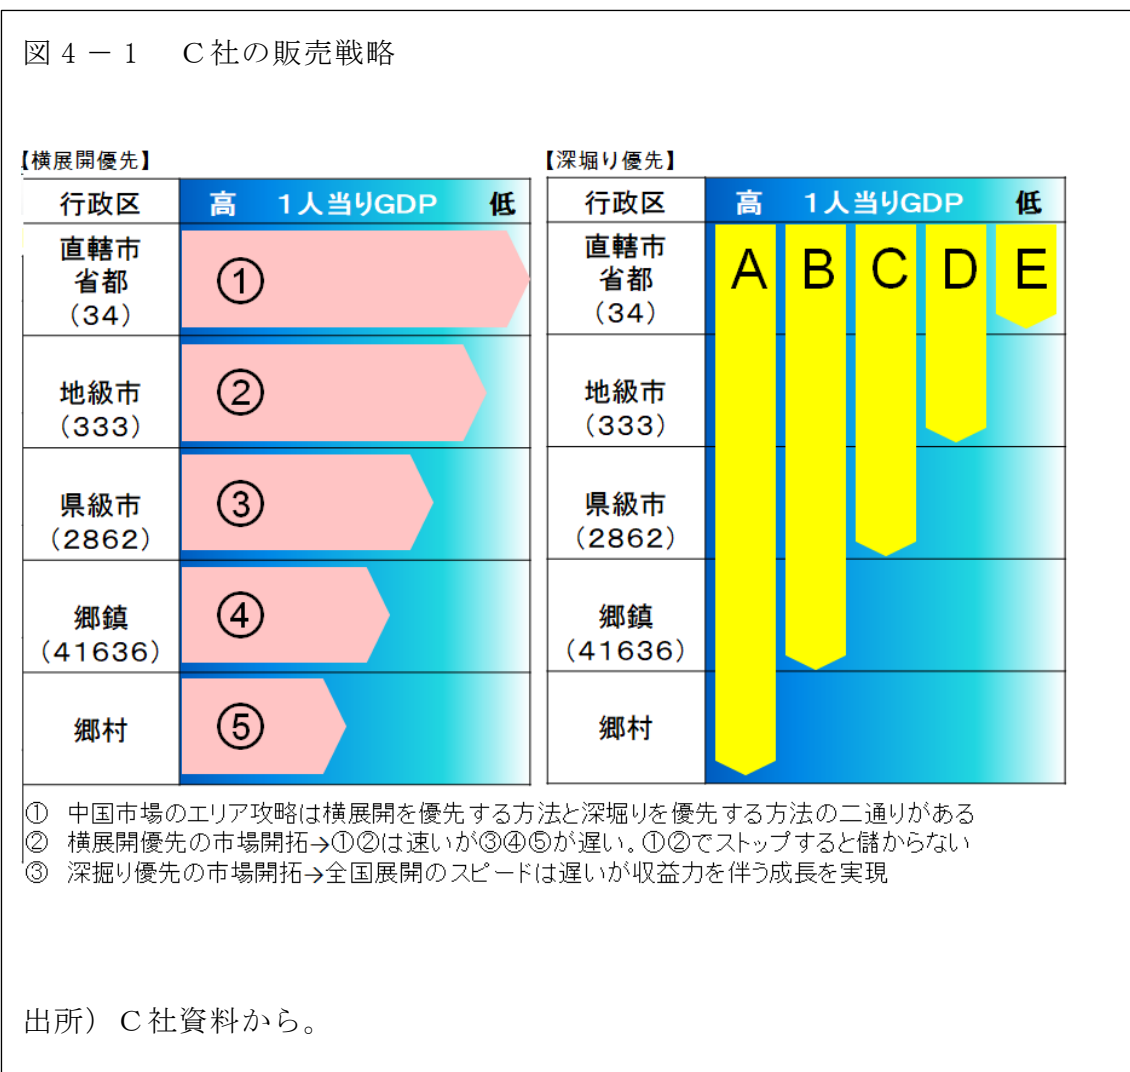 図4-1 C社の販売戦略
【横展開優先】
行政区 高 1人当りGDP 低
直轄市
省都
(34)
①
地級市
(333)
②
県級市
(2862)
③
郷鎮
(41636)
④
郷村
⑤
【深堀り優先】
行政区 高 1人当りGDP 低
直轄市
省都
(34)
A B C D E
地級市
(333)
県級市
(2862)
郷鎮
(41636)
郷村
① 中国市場のエリア攻略は横展開を優先する方法と深堀りを優先する方法の二通りがある
② 横展開優先の市場開拓→①②は速いが③④⑤が遅い。①②でストップすると儲からない
③ 深掘り優先の市場開拓→全国展開のスピードは遅いが収益力を伴う成長を実現
出所）C社資料から。